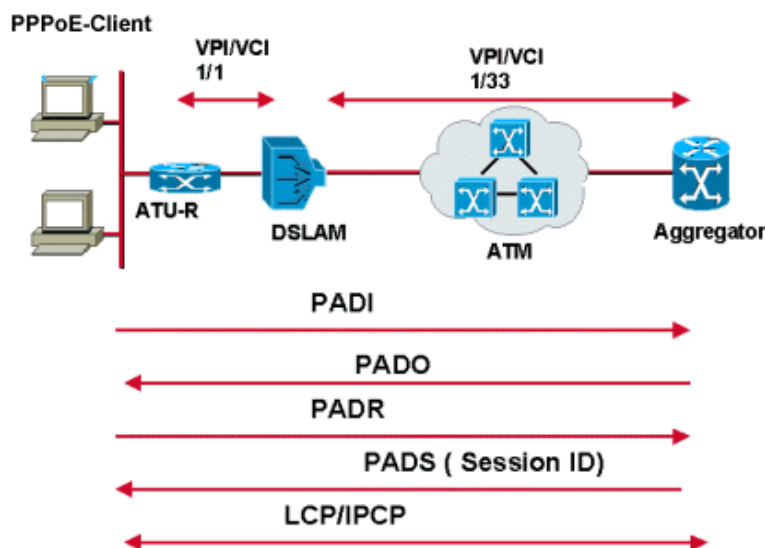 PPPoE-Client
VPI/VCI
1/1
VPI/VCI
1/33
ATU-R
DSLAM
ATM
Aggregator
PADI
PADO
PADR
PADS ( Session ID)
LCP/IPCP